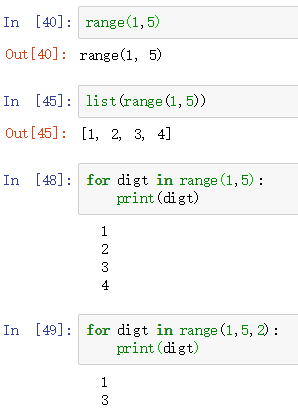 In [40]: range(1,5)
Out[40]: range(1, 5)
In [45]: list(range(1,5))
Out[45]: [1, 2, 3, 4]
In [48]: for digt in range(1,5):
    print(digt)
1
2
3
4
In [49]: for digt in range(1,5,2):
    print(digt)
1
3